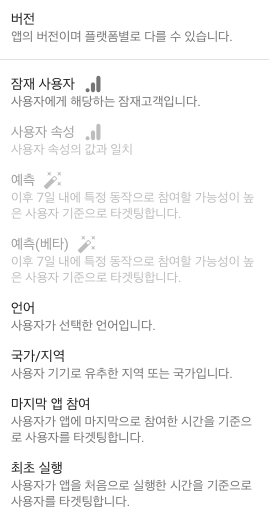 버전
앱의 버전이며 플랫폼별로 다를 수 있습니다.
잠재 사용자
사용자에게 해당하는 잠재고객입니다.
사용자 속성
사용자 속성의 값과 일치
예측
이후 7일 내에 특정 동작으로 참여할 가능성이 높
은 사용자 기준으로 타겟팅합니다.
예측(베타)
이후 7일 내에 특정 동작으로 참여할 가능성이 높
은 사용자 기준으로 타겟팅합니다.
언어
사용자가 선택한 언어입니다.
국가/지역
사용자 기기로 유추한 지역 또는 국가입니다.
마지막 앱 참여
사용자가 앱에 마지막으로 참여한 시간을 기준으
로 사용자를 타겟팅합니다.
최초 실행
사용자가 앱을 처음으로 실행한 시간을 기준으로
사용자를 타겟팅합니다.